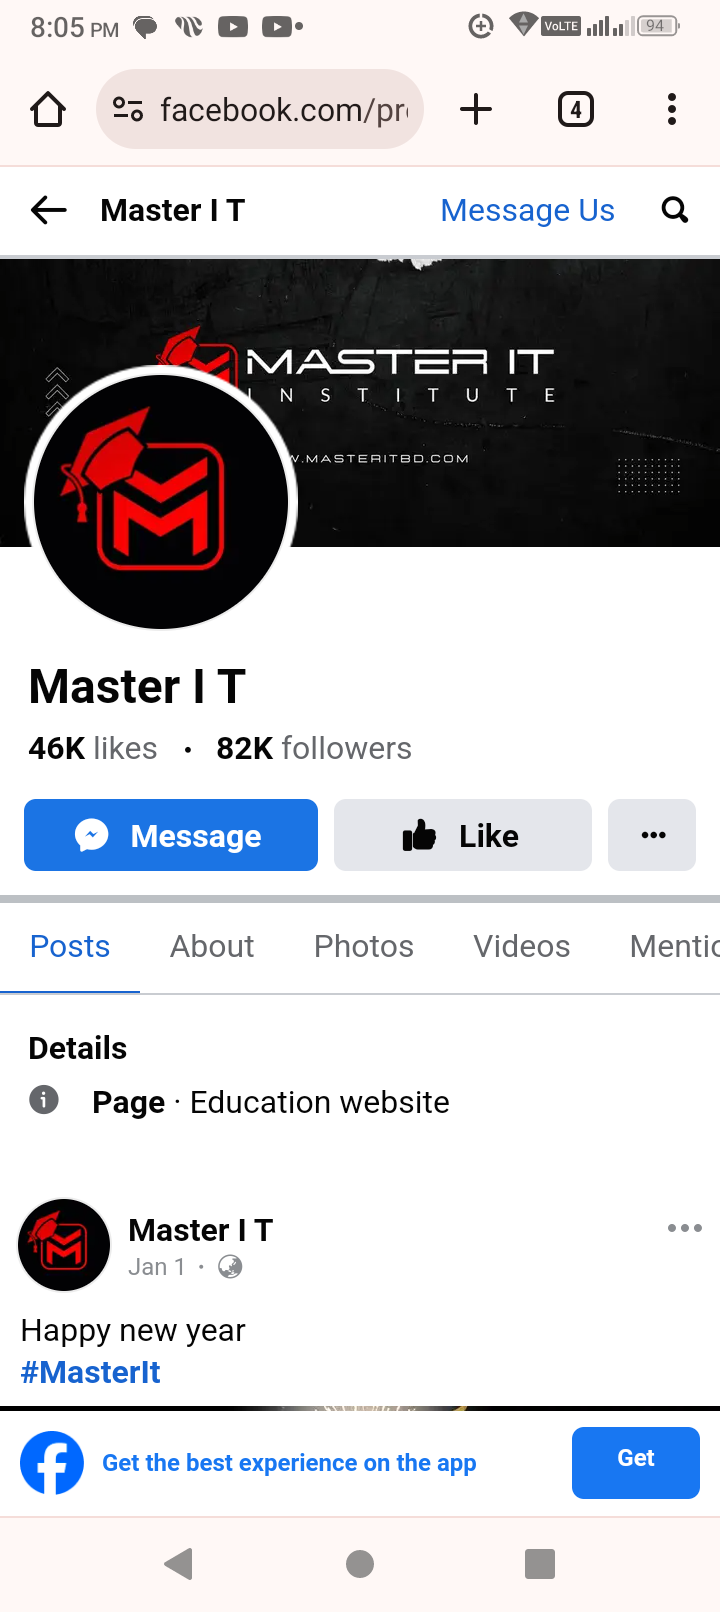 8:05 PM
VoLTE
94
facebook.com/pr
4
Master I T
Message Us
MASTER IT
INSTITUTE
.MASTERITBD.COM
Master I T
46K likes · 82K followers
Message
Like
Posts
About
Photos
Videos
Mentio
Details
Page · Education website
Master I T
Jan 1 ·
Happy new year
#MasterIt
Get the best experience on the app
Get